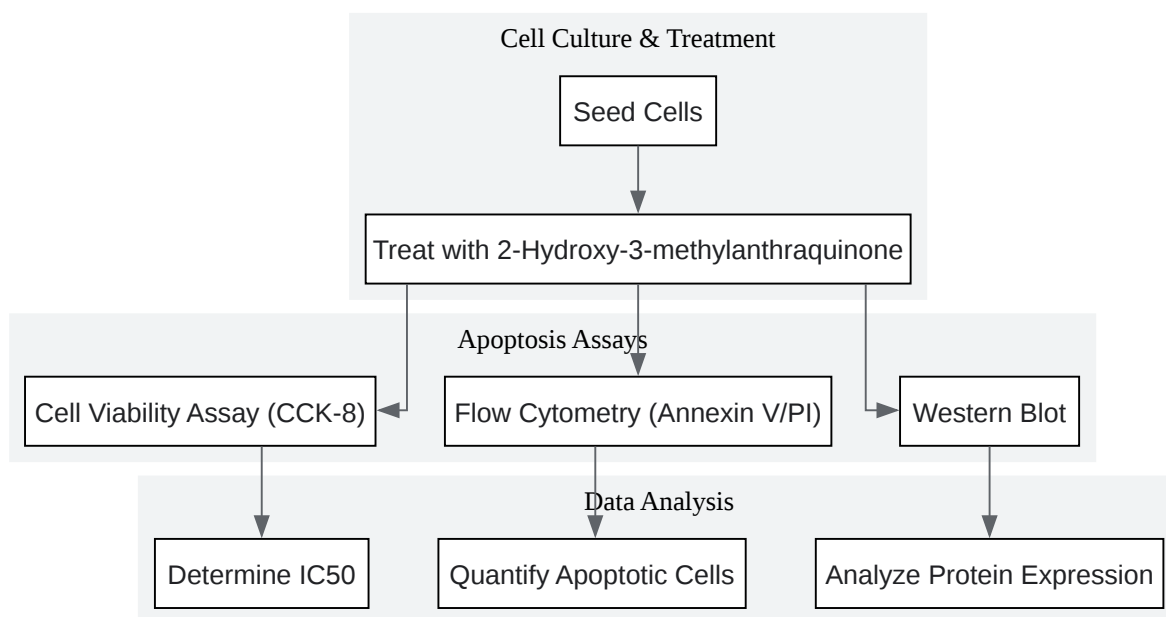 Cell Culture & Treatment
Seed Cells
Treat with 2-Hydroxy-3-methylanthraquinone
Apoptosis Assays
Cell Viability Assay (CCK-8)
Flow Cytometry (Annexin V/PI)
Western Blot
Data Analysis
Determine IC50
Quantify Apoptotic Cells
Analyze Protein Expression